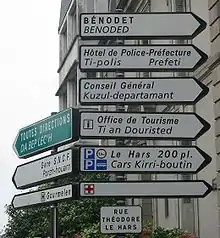 BÉNODET
BENODED
Hôtel de Police-Préfecture
Ti-polis Prefeti
Conseil Général
Kuzul-departamant
i Office de Tourisme
Ti an Douristed
TOUTES DIRECTIONS
DA BEP LEC'H
P Le Hars 200 pl.
P Cars Kirri-boutin
Gare S.N.C.F.
Porzh-houarn
Gourmelen
RUE
THÉODORE
LE HARS